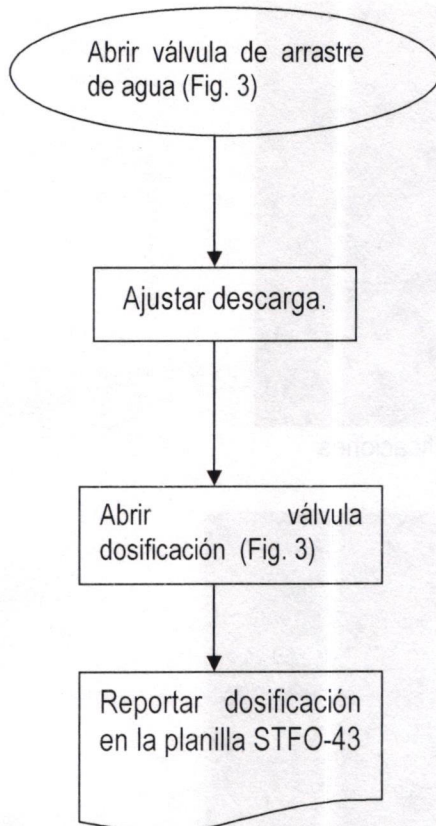 Abrir válvula de arrastre
de agua (Fig. 3)
Ajustar descarga.
Abrir válvula
dosificación (Fig. 3)
Reportar dosificación
en la planilla STFO-43